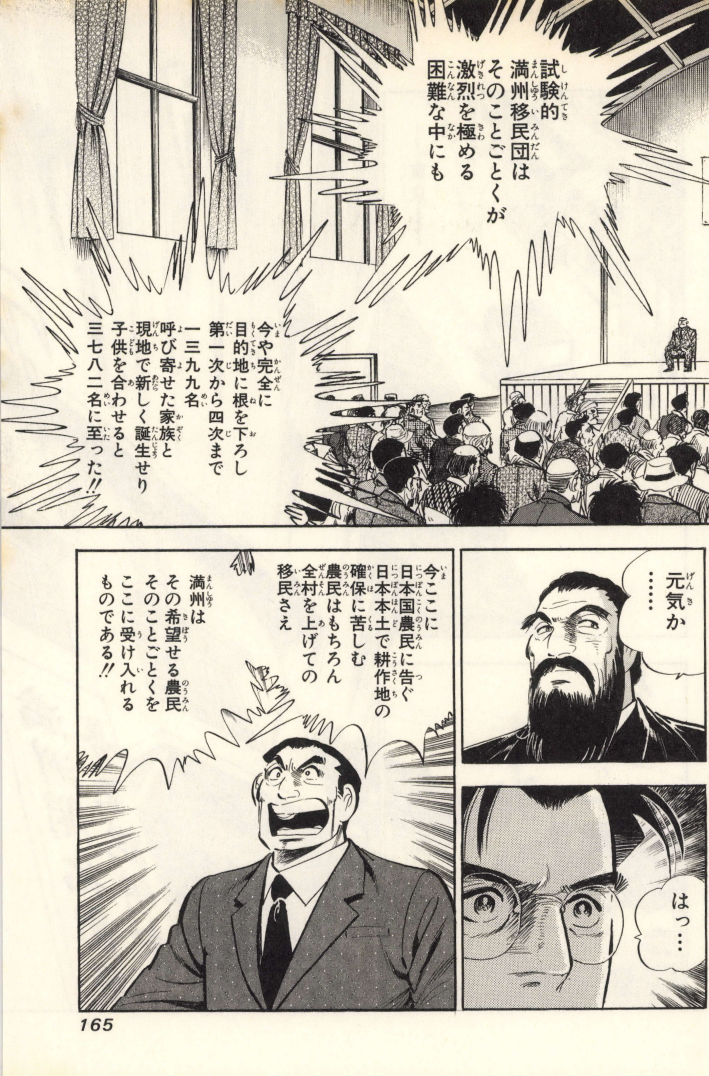 試験的
満州移民団は
そのことごとくが
激烈を極める
困難な中にも
今や完全に
目的地に根を下ろし
第一次から四次まで
一三九九名
呼び寄せた家族と
現地で新しく誕生せり
子供を合わせると
三七八二名に至った!!
元気か
……
はっ…
今ここに
日本国農民に告ぐ
日本本土で耕作地の
確保に苦しむ
農民はもちろん
全村を上げての
移民さえ
満州は
その希望せる農民
そのことごとくを
ここに受け入れる
ものである!!
165